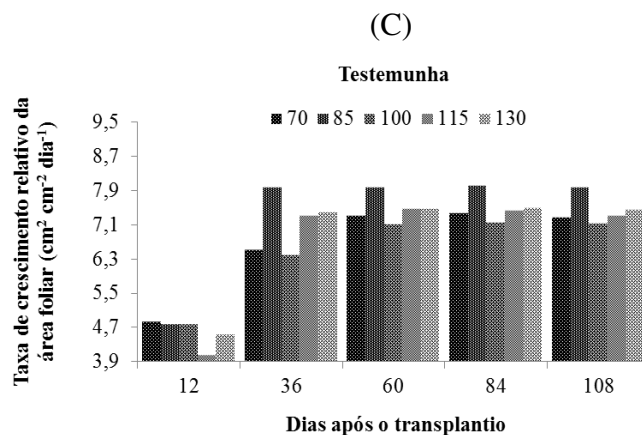 (C)
Testemunha
70 85 100 115 130
Taxa de crescimento relativo da
área foliar (cm² cm⁻² dia⁻¹)
9,5
8,7
7,9
7,1
6,3
5,5
4,7
3,9
12 36 60 84 108
Dias após o transplantio